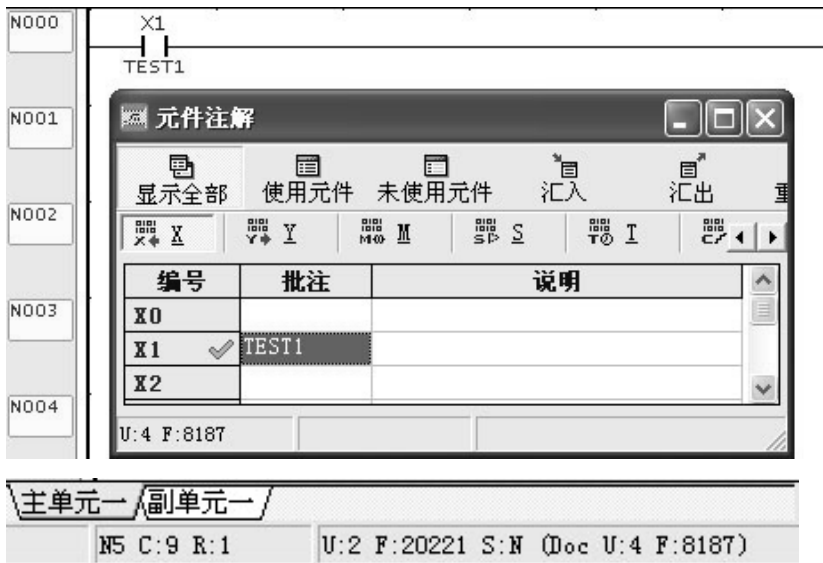 N000
X1
TEST1
N001
N002
N003
N004
元件注解
显示全部 使用元件 未使用元件 汇入 汇出
X Y M S T
编号 批注 说明
X0
X1 TEST1
X2
U:4 F:8187
主单元一 副单元一
N5 C:9 R:1 U:2 F:20221 S:N (Doc U:4 F:8187)